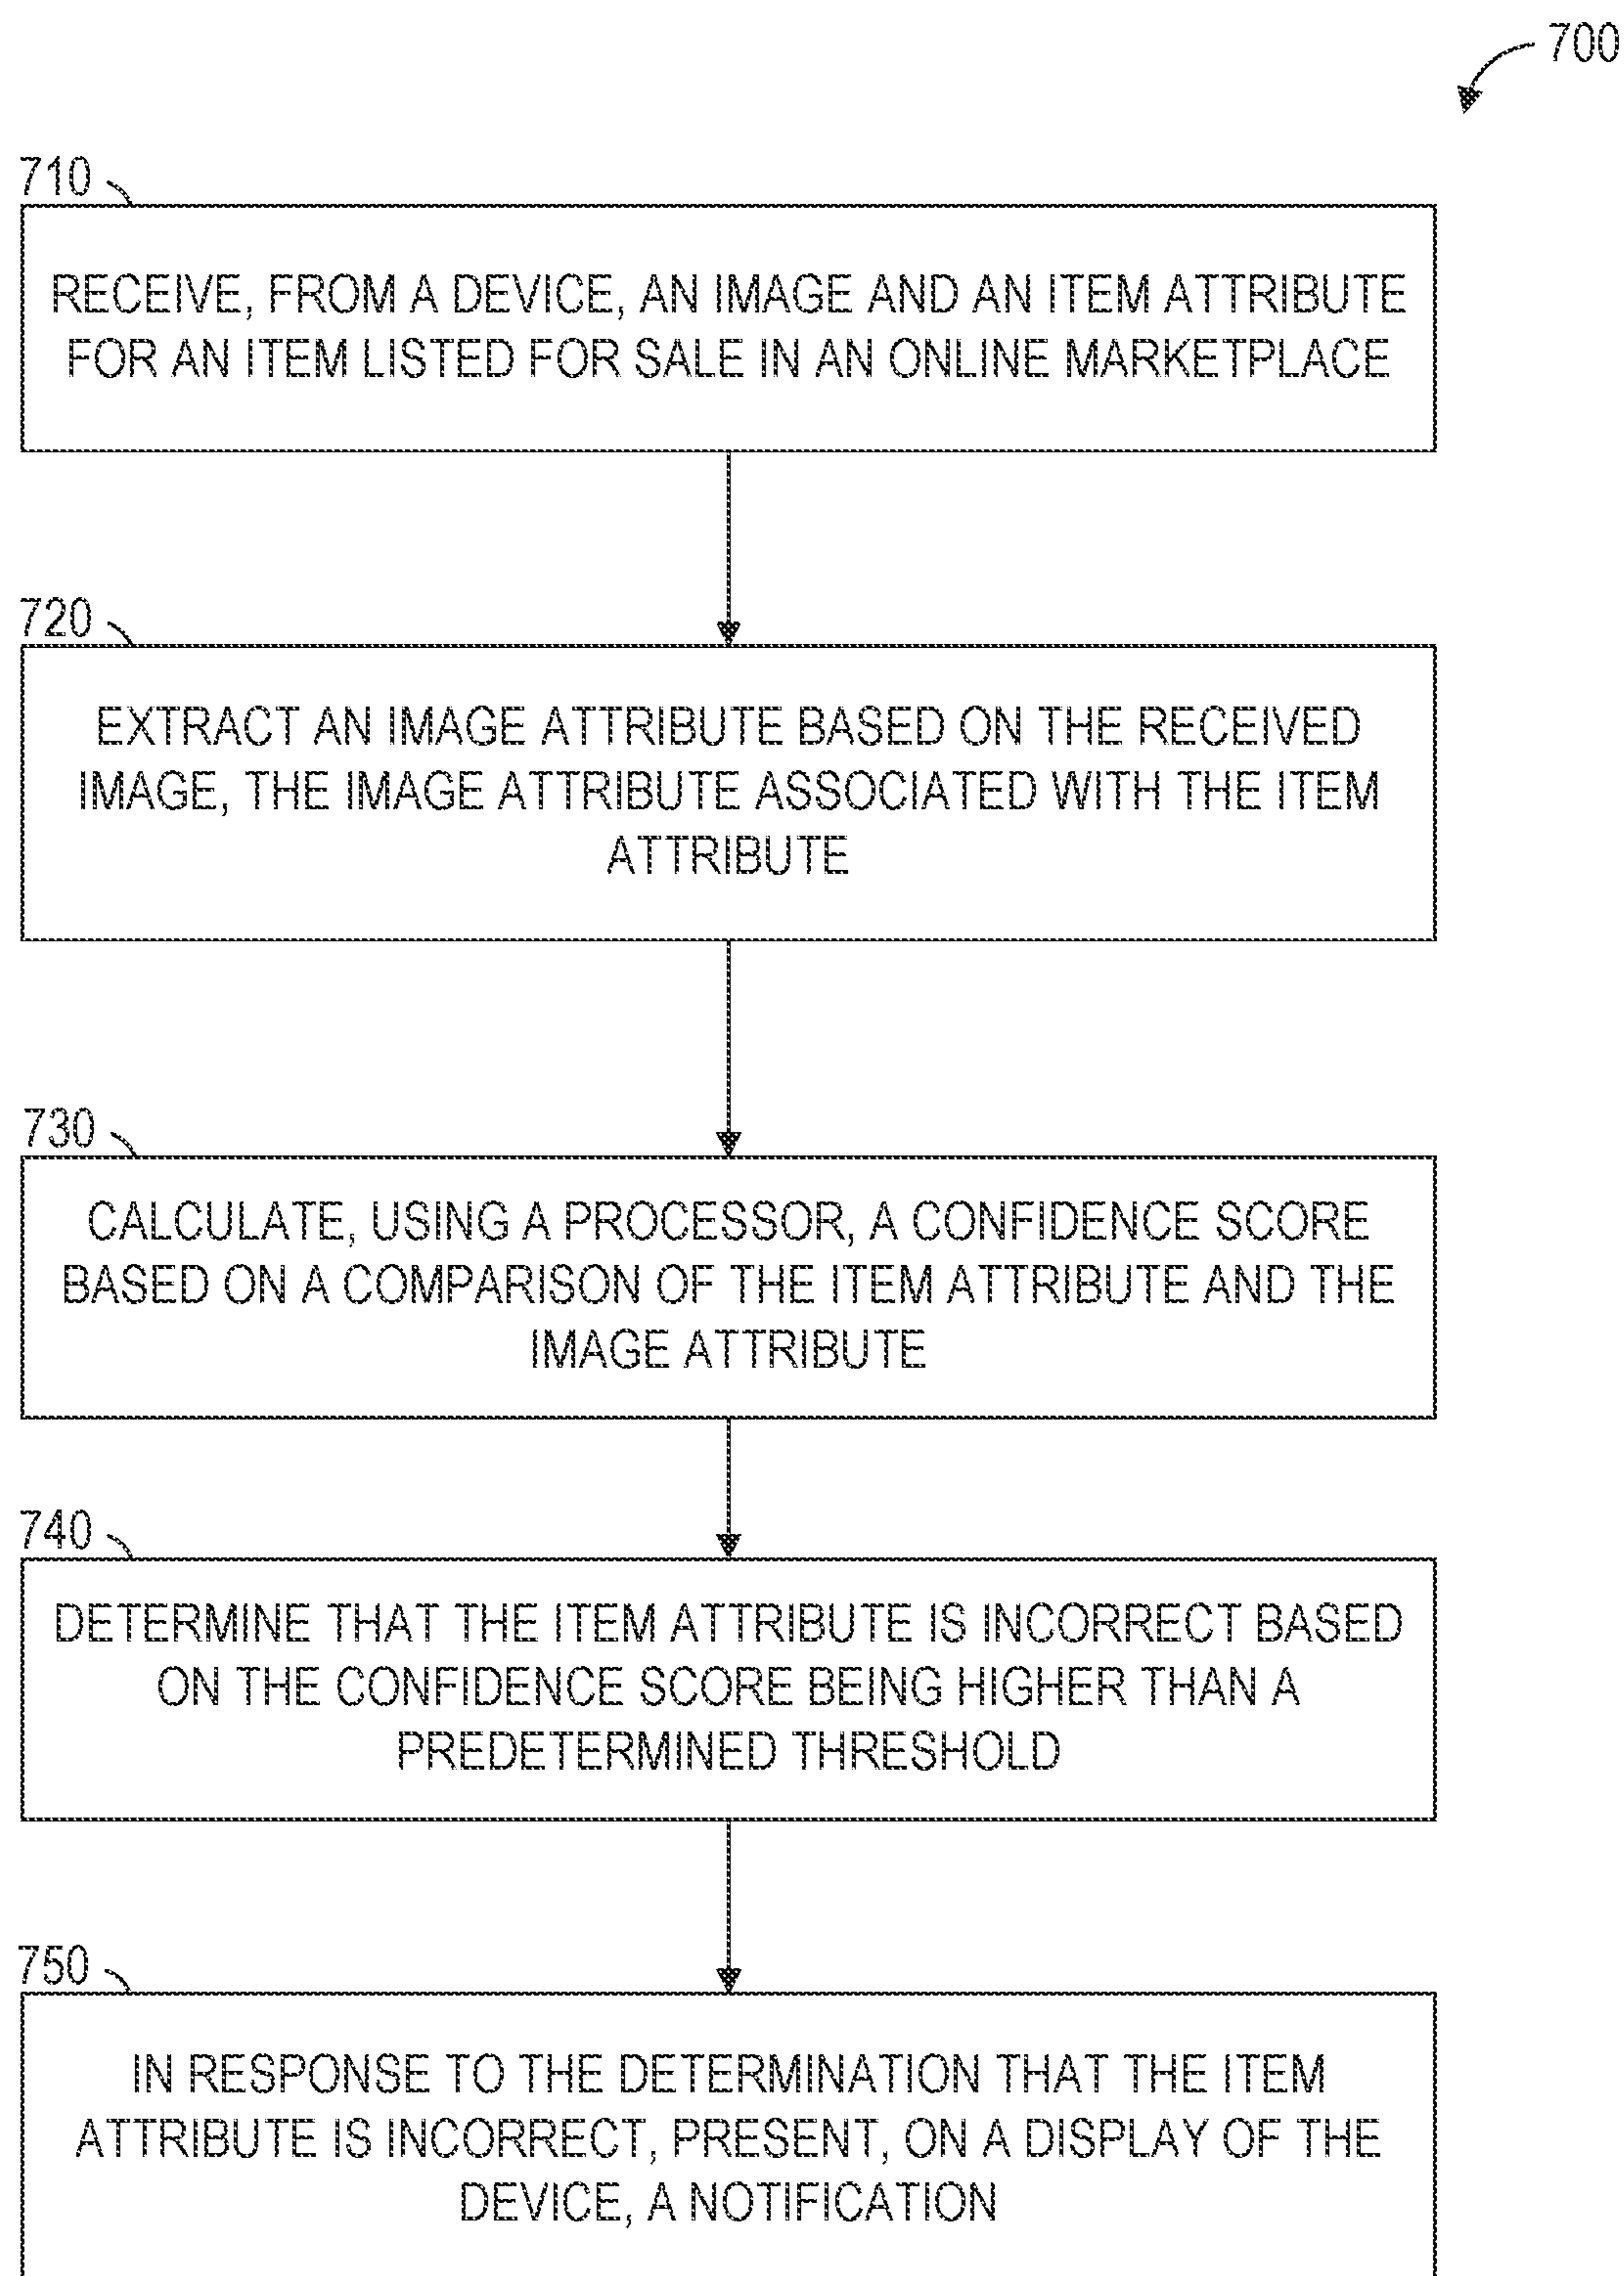 700
710
RECEIVE, FROM A DEVICE, AN IMAGE AND AN ITEM ATTRIBUTE
FOR AN ITEM LISTED FOR SALE IN AN ONLINE MARKETPLACE
720
EXTRACT AN IMAGE ATTRIBUTE BASED ON THE RECEIVED
IMAGE, THE IMAGE ATTRIBUTE ASSOCIATED WITH THE ITEM
ATTRIBUTE
730
CALCULATE, USING A PROCESSOR, A CONFIDENCE SCORE
BASED ON A COMPARISON OF THE ITEM ATTRIBUTE AND THE
IMAGE ATTRIBUTE
740
DETERMINE THAT THE ITEM ATTRIBUTE IS INCORRECT BASED
ON THE CONFIDENCE SCORE BEING HIGHER THAN A
PREDETERMINED THRESHOLD
750
IN RESPONSE TO THE DETERMINATION THAT THE ITEM
ATTRIBUTE IS INCORRECT, PRESENT, ON A DISPLAY OF THE
DEVICE, A NOTIFICATION